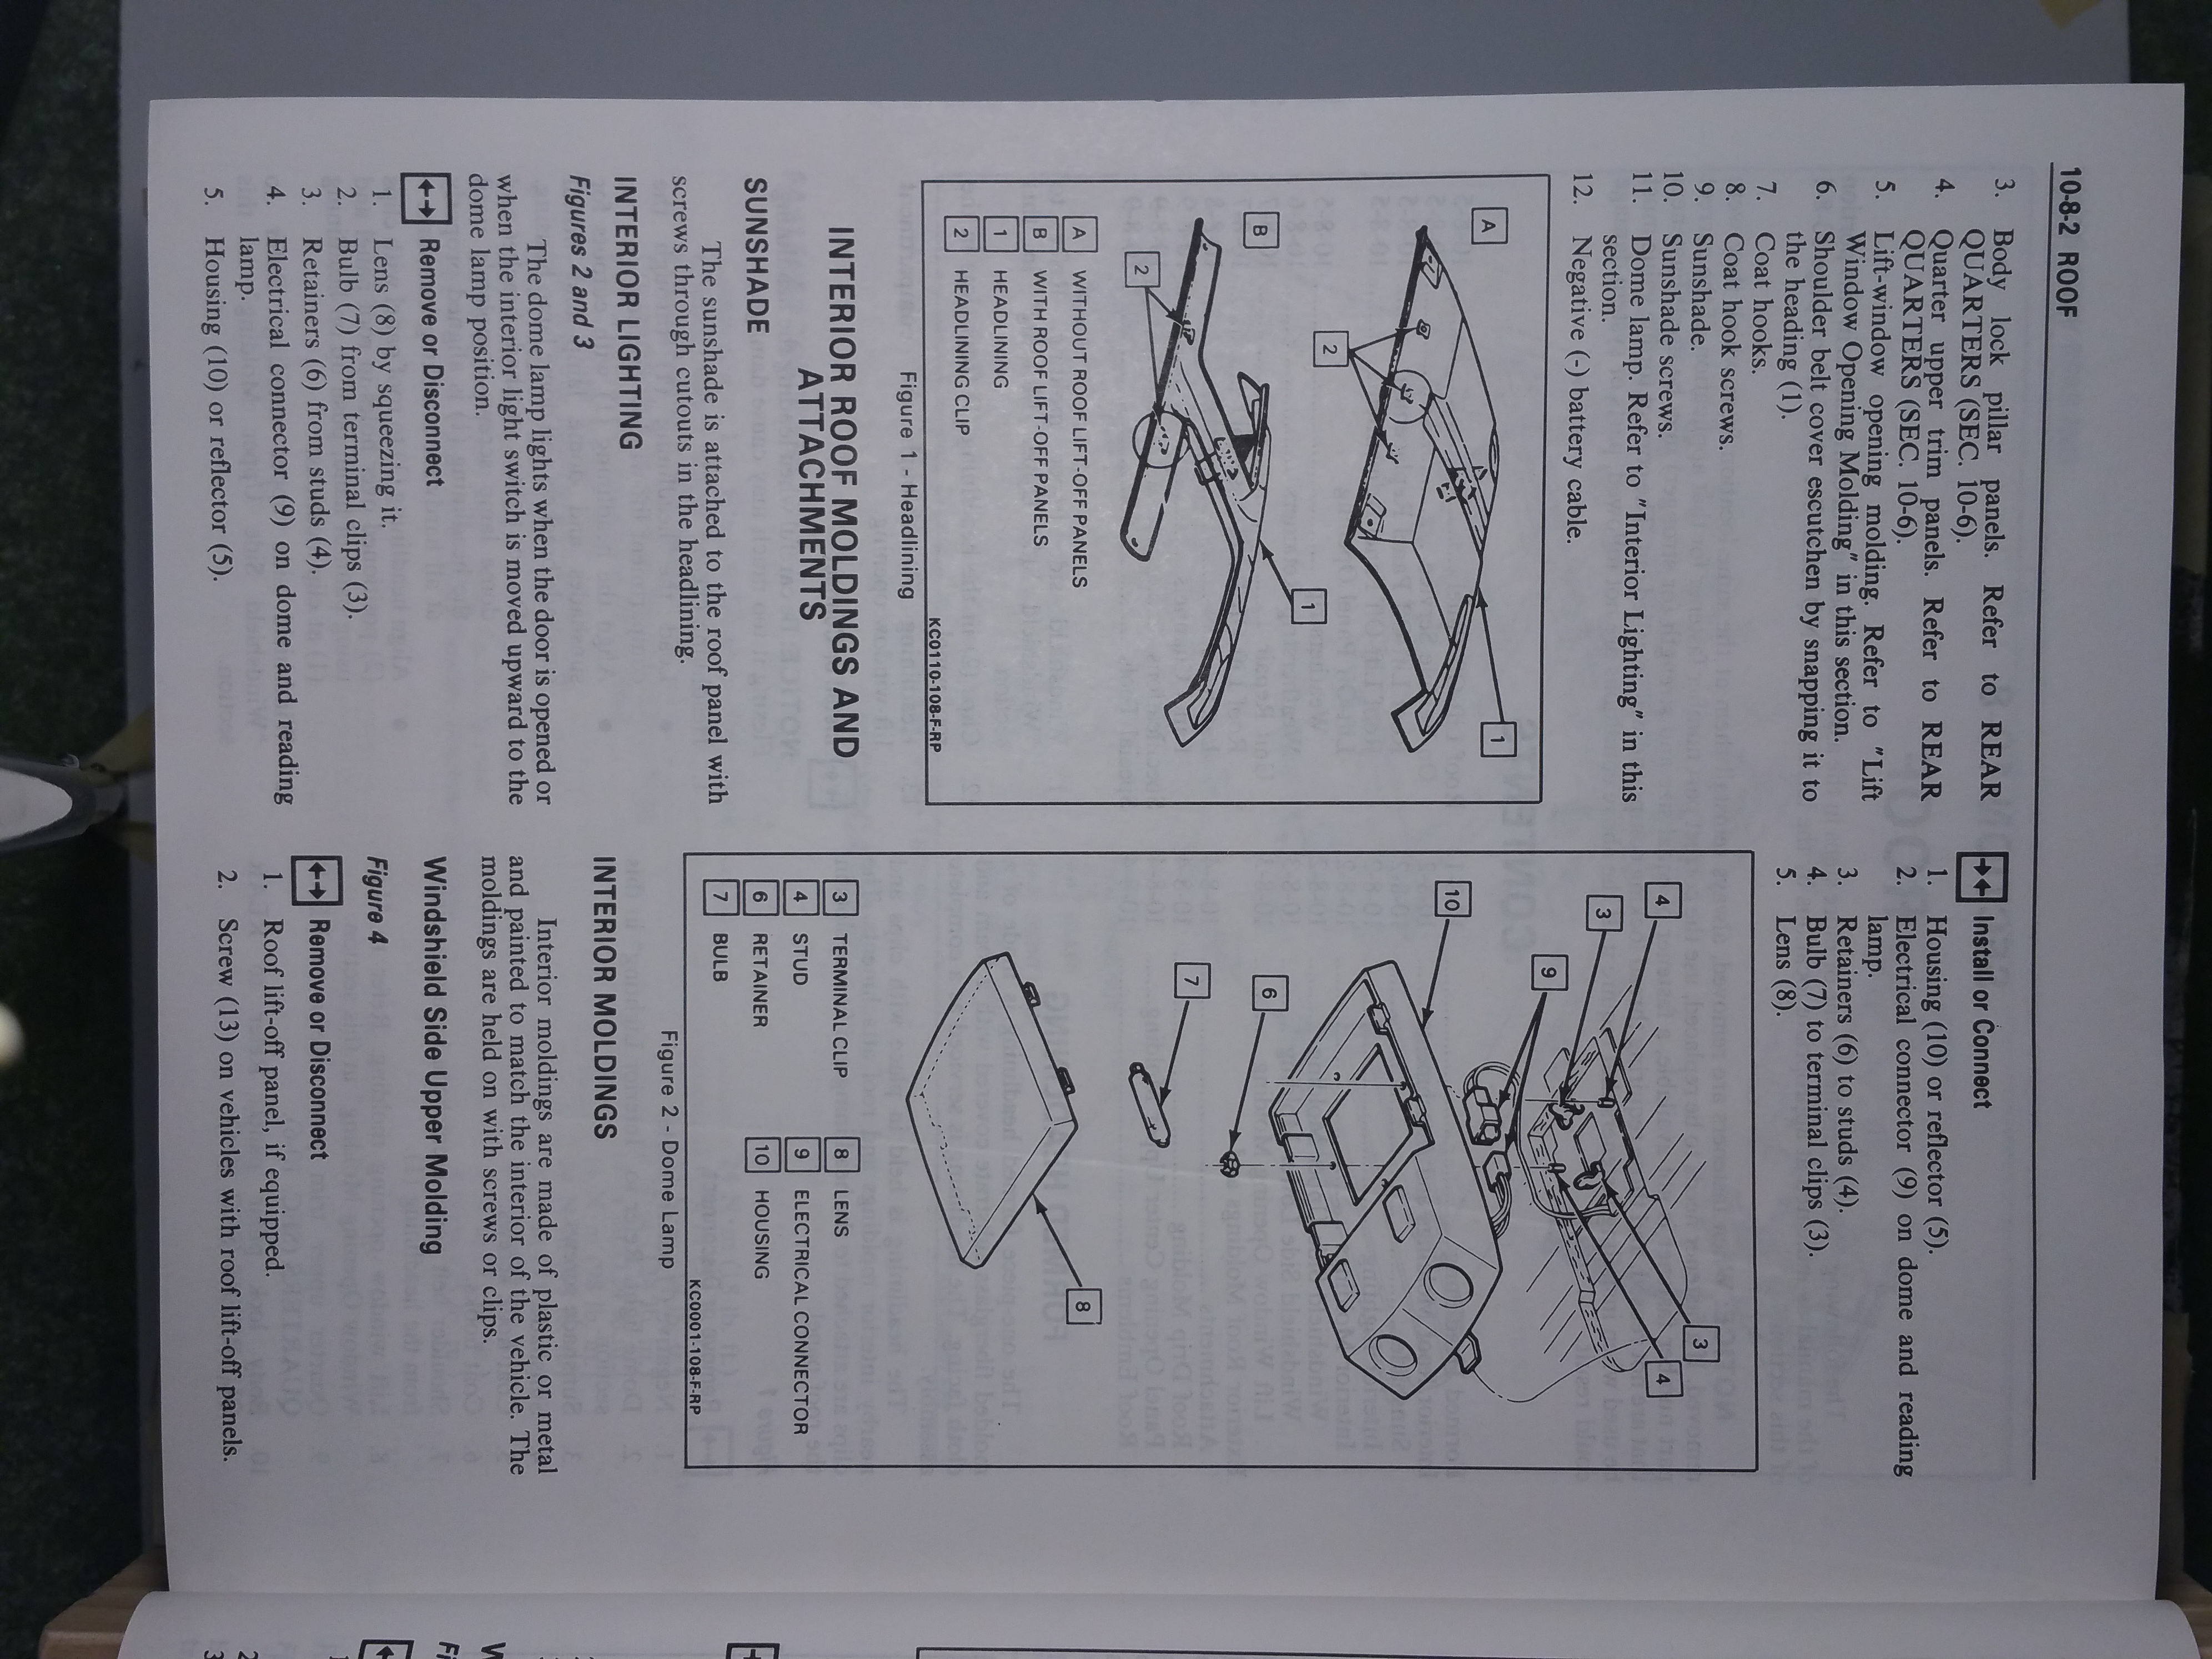 10-8-2 ROOF
3. Body lock pillar panels. Refer to REAR
QUARTERS (SEC. 10-6).
4. Quarter upper trim panels. Refer to REAR
QUARTERS (SEC. 10-6).
5. Lift-window opening molding. Refer to "Lift
Window Opening Molding" in this section.
6. Shoulder belt cover escutchen by snapping it to
the heading (1).
7. Coat hooks.
8. Coat hook screws.
9. Sunshade.
10. Sunshade screws.
11. Dome lamp. Refer to "Interior Lighting" in this
section.
12. Negative (-) battery cable.
A
1
2
B
1
2
A WITHOUT ROOF LIFT-OFF PANELS
B WITH ROOF LIFT-OFF PANELS
1 HEADLINING
2 HEADLINING CLIP
KC0110-108-F-RP
Figure 1 - Headlining
INTERIOR ROOF MOLDINGS AND
ATTACHMENTS
SUNSHADE
The sunshade is attached to the roof panel with
screws through cutouts in the headlining.
INTERIOR LIGHTING
Figures 2 and 3
The dome lamp lights when the door is opened or
when the interior light switch is moved upward to the
dome lamp position.
Remove or Disconnect
1. Lens (8) by squeezing it.
2. Bulb (7) from terminal clips (3).
3. Retainers (6) from studs (4).
4. Electrical connector (9) on dome and reading
lamp.
5. Housing (10) or reflector (5).
Install or Connect
1. Housing (10) or reflector (5).
2. Electrical connector (9) on dome and reading
lamp.
3. Retainers (6) to studs (4).
4. Bulb (7) to terminal clips (3).
5. Lens (8).
4
3
9
3
4
10
6
7
8
3 TERMINAL CLIP
4 STUD
6 RETAINER
7 BULB
8 LENS
9 ELECTRICAL CONNECTOR
10 HOUSING
KC0001-108-F-RP
Figure 2 - Dome Lamp
INTERIOR MOLDINGS
Interior moldings are made of plastic or metal
and painted to match the interior of the vehicle. The
moldings are held on with screws or clips.
Windshield Side Upper Molding
Figure 4
Remove or Disconnect
1. Roof lift-off panel, if equipped.
2. Screw (13) on vehicles with roof lift-off panels.